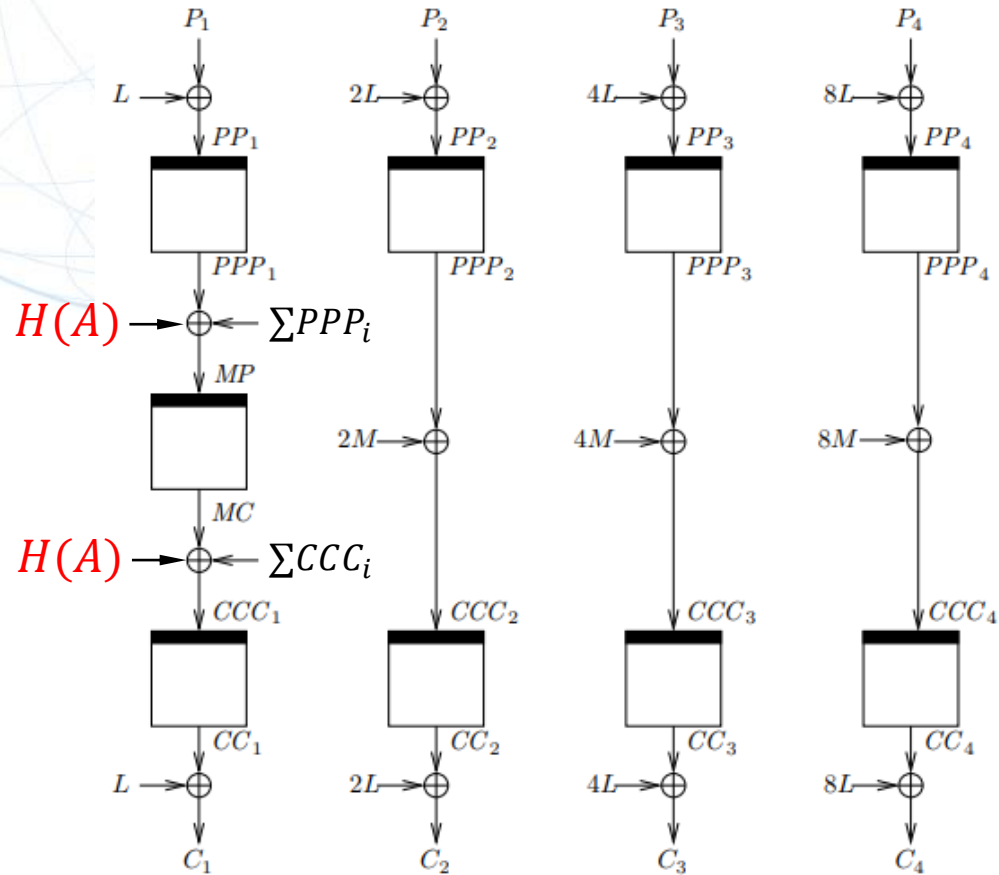 P₁ P₂ P₃ P₄
L 2L 4L 8L
PP₁ PP₂ PP₃ PP₄
PPP₁ PPP₂ PPP₃ PPP₄
H(A) ∑PPPᵢ
MP
2M 4M 8M
MC
H(A) ∑CCCᵢ
CCC₁ CCC₂ CCC₃ CCC₄
CC₁ CC₂ CC₃ CC₄
L 2L 4L 8L
C₁ C₂ C₃ C₄